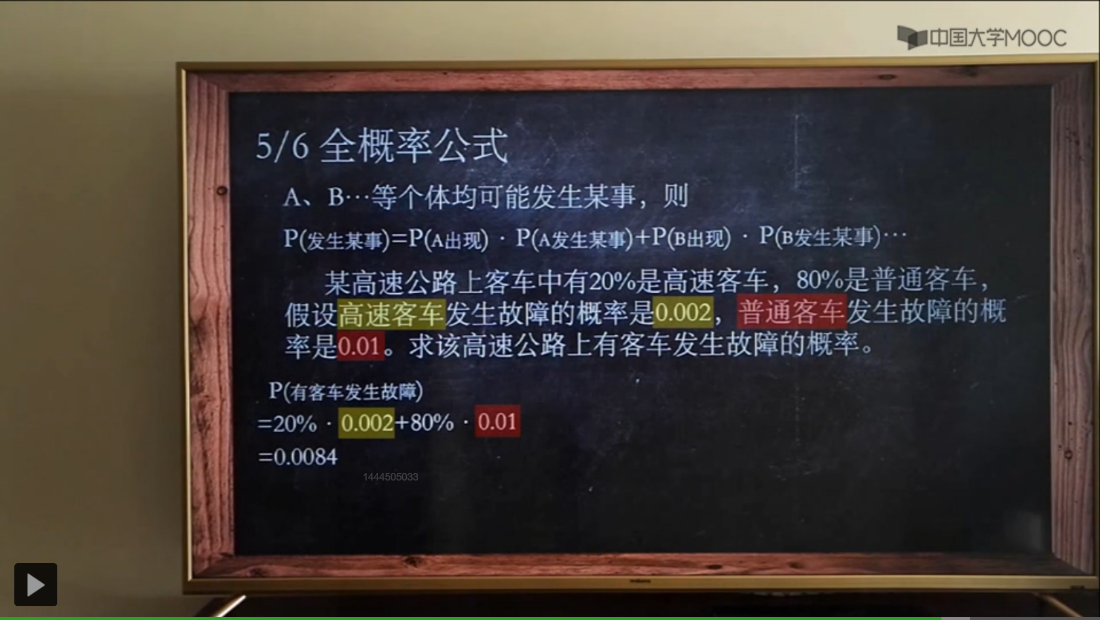 中国大学MOOC
5/6 全概率公式
A、B…等个体均可能发生某事，则
P(发生某事)=P(A出现) · P(A发生某事)+P(B出现) · P(B发生某事)…
某高速公路上客车中有20%是高速客车，80%是普通客车，
假设高速客车发生故障的概率是0.002，普通客车发生故障的概
率是0.01。求该高速公路上有客车发生故障的概率。
P(有客车发生故障)
=20% · 0.002+80% · 0.01
=0.0084
1444505033